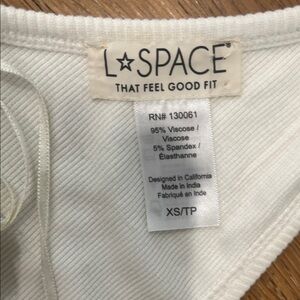 L☆SPACE®
THAT FEEL GOOD FIT
RN# 130061
95% Viscose /
Viscose
5% Spandex /
Élasthanne
Designed in California
Made in India
Fabriqué en Inde
XS/TP